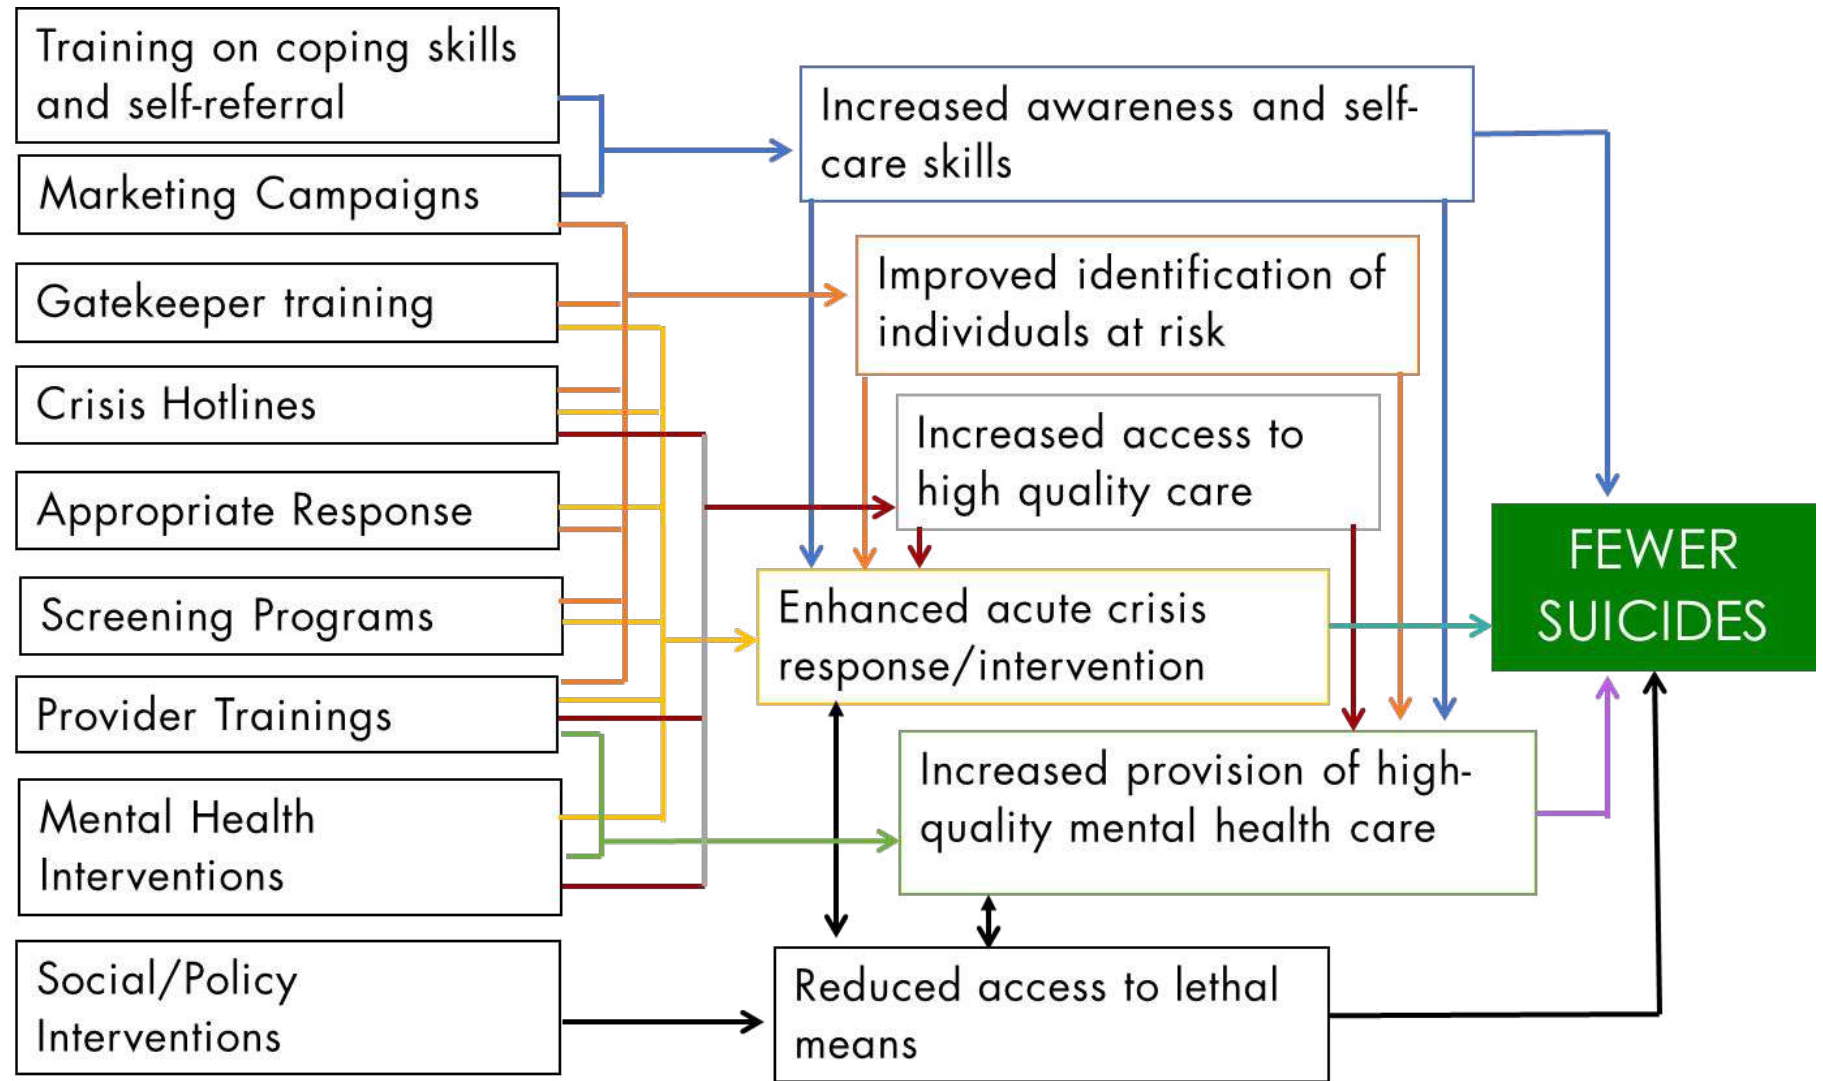 Training on coping skills
and self-referral
Marketing Campaigns
Gatekeeper training
Crisis Hotlines
Appropriate Response
Screening Programs
Provider Trainings
Mental Health
Interventions
Social/Policy
Interventions
Increased awareness and self-
care skills
Improved identification of
individuals at risk
Increased access to
high quality care
Enhanced acute crisis
response/intervention
Increased provision of high-
quality mental health care
Reduced access to lethal
means
FEWER
SUICIDES